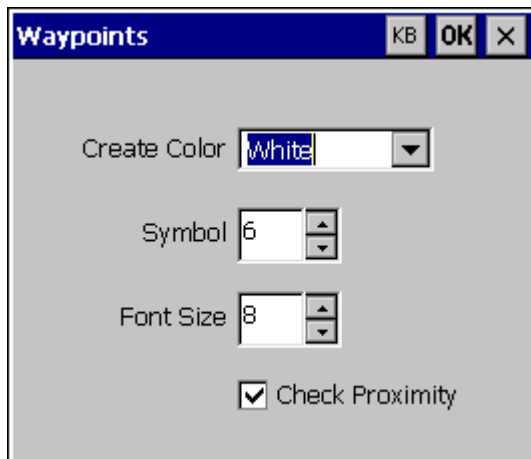 Waypoints KB OK ×
Create Color White
Symbol 6
Font Size 8
Check Proximity